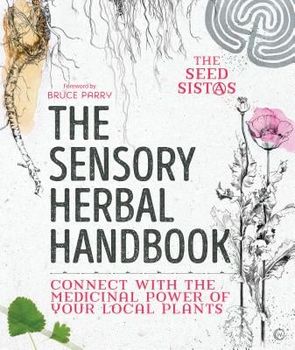 THE
SEED
SISTAS
Foreword by
BRUCE PARRY
THE
SENSORY
HERBAL
HANDBOOK
CONNECT WITH THE
MEDICINAL POWER OF
YOUR LOCAL PLANTS